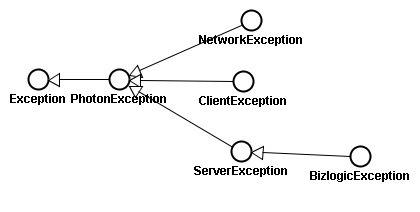 NetworkException
Exception PhotonException ClientException
ServerException
BizlogicException